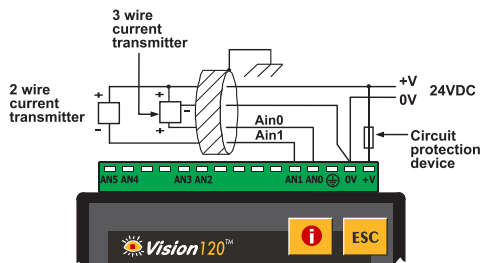 3 wire
current
transmitter
2 wire
current
transmitter
+
-
+
-
+
Ain0
Ain1
+V
0V
24VDC
Circuit
protection
device
AN5 AN4 AN3 AN2 AN1 AN0 0V +V
Vision120™
i
ESC